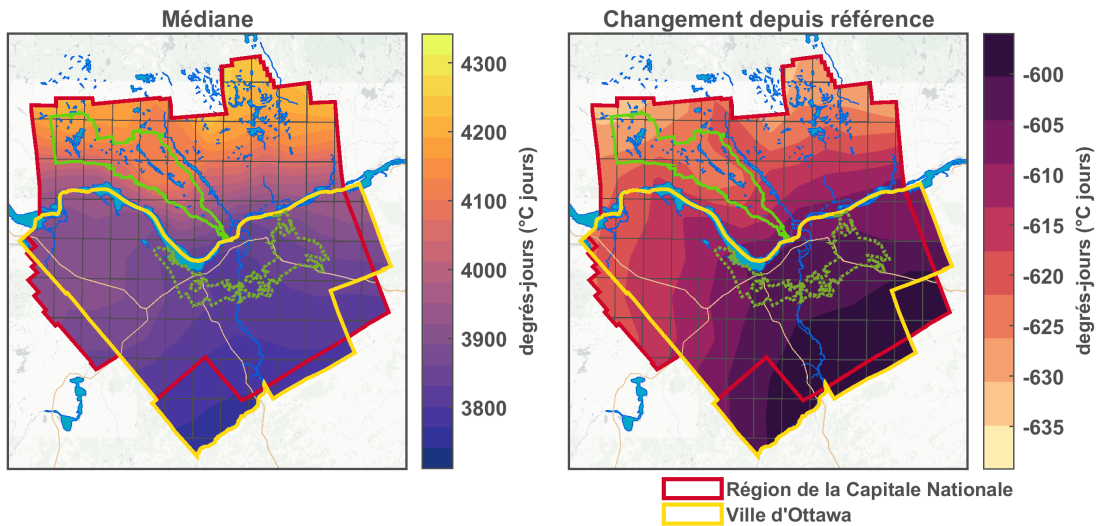 Médiane
Changement depuis référence
4300
4200
4100
4000
3900
3800
degrés-jours (°C jours)
-600
-605
-610
-615
-620
-625
-630
-635
degrés-jours (°C jours)
Région de la Capitale Nationale
Ville d'Ottawa